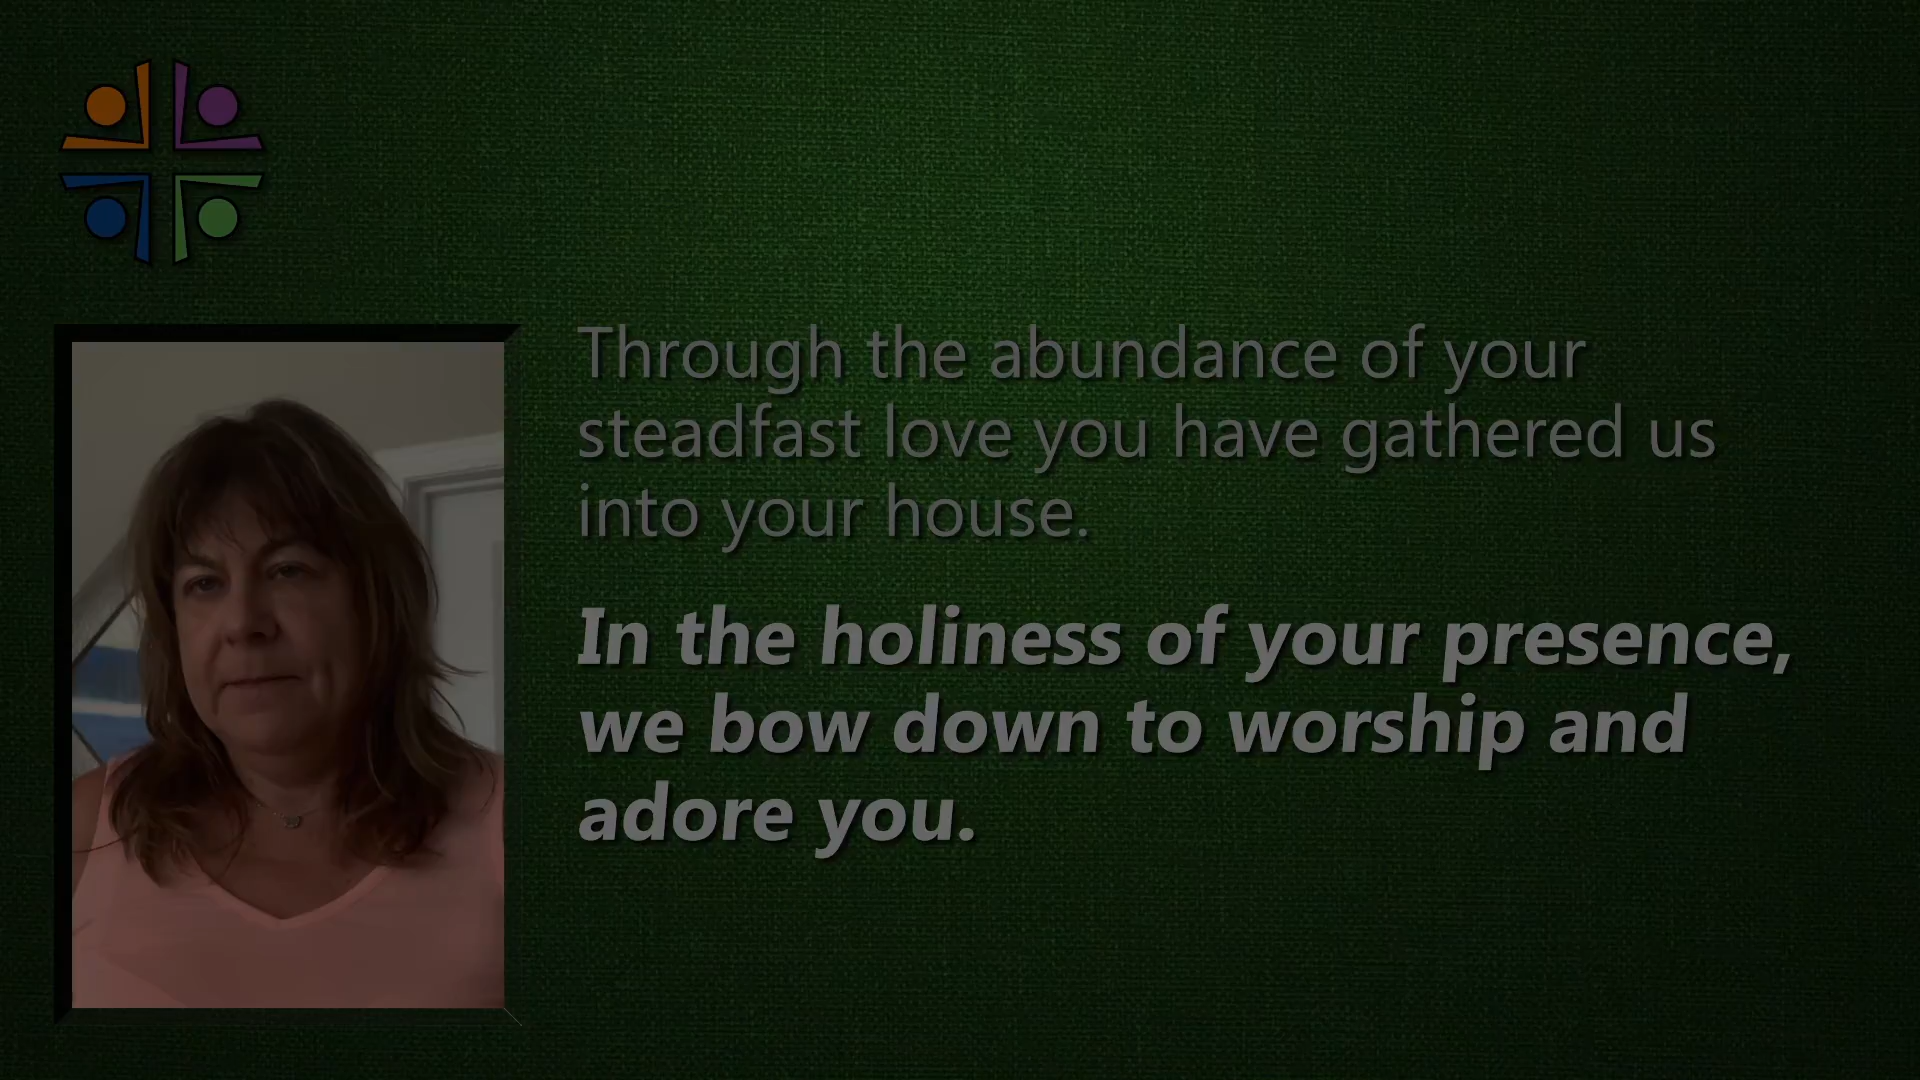 Through the abundance of your
steadfast love you have gathered us
into your house.
In the holiness of your presence,
we bow down to worship and
adore you.